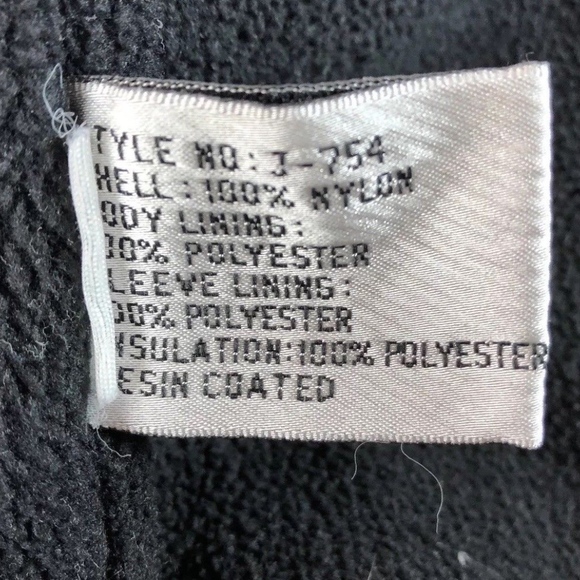 TYLE NO: J-754
HELL: 100% NYLON
ODY LINING:
00% POLYESTER
LEEVE LINING:
00% POLYESTER
NSULATION:100% POLYESTER
ESIN COATED